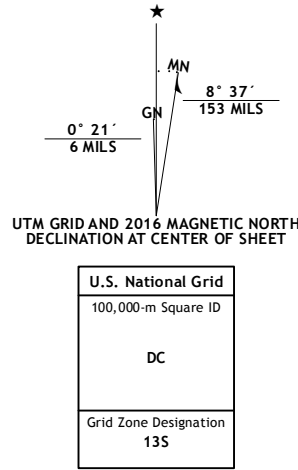 ★
MN
8° 37´
153 MILS
GN
0° 21´
6 MILS
UTM GRID AND 2016 MAGNETIC NORTH
DECLINATION AT CENTER OF SHEET
U.S. National Grid
100,000-m Square ID
DC
Grid Zone Designation
13S